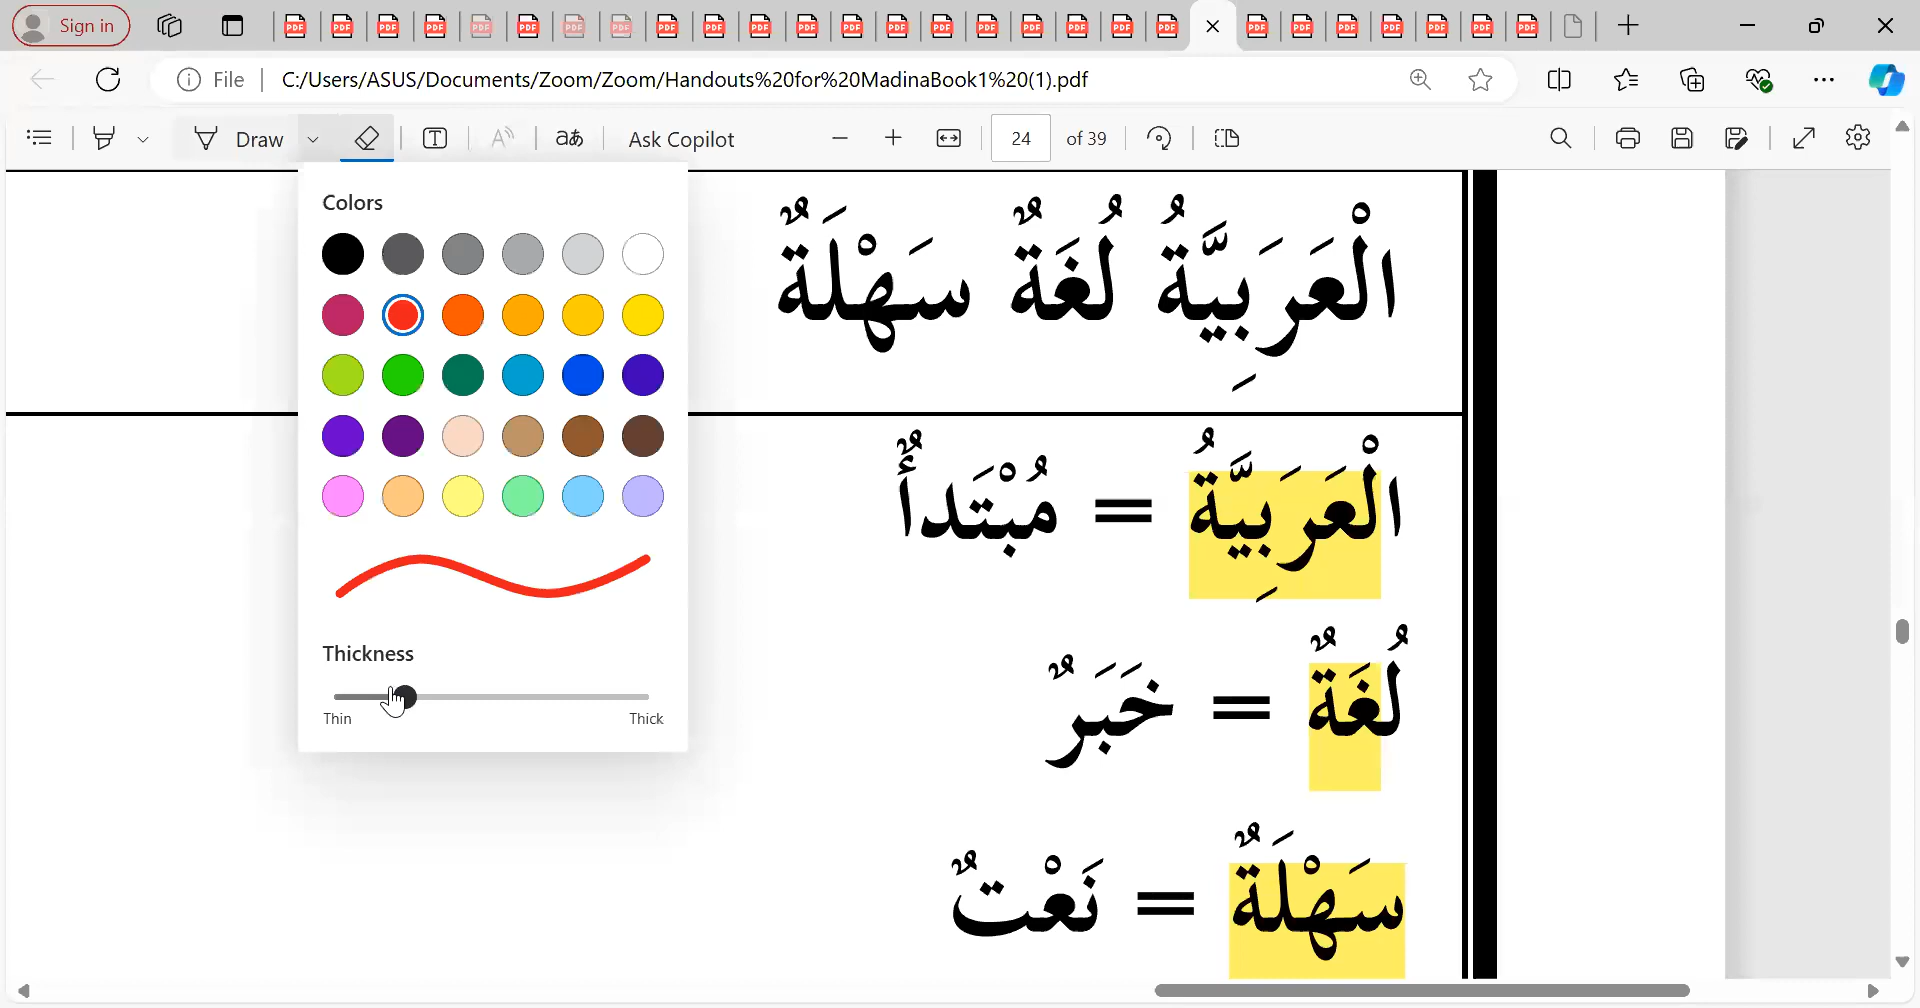 Sign in
File
C:/Users/ASUS/Documents/Zoom/Zoom/Handouts%20for%20MadinaBook1%20(1).pdf
Draw
Ask Copilot
24 of 39
Colors
Thickness
Thin
Thick
الْعَرَبِيَّةُ لُغَةٌ سَهْلَةٌ
الْعَرَبِيَّةُ = مُبْتَدأٌ
لُغَةٌ = خَبَرٌ
سَهْلَةٌ = نَعْتٌ